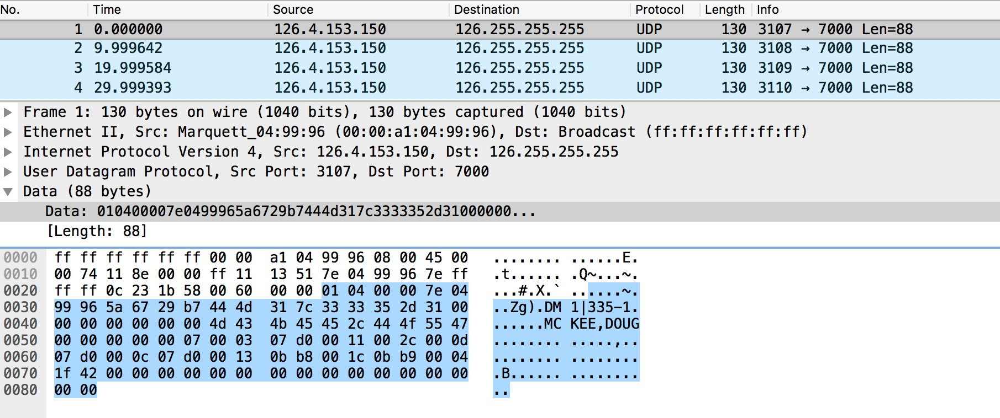 No. Time Source Destination Protocol Length Info
1 0.000000 126.4.153.150 126.255.255.255 UDP 130 3107 → 7000 Len=88
2 9.999642 126.4.153.150 126.255.255.255 UDP 130 3108 → 7000 Len=88
3 19.999584 126.4.153.150 126.255.255.255 UDP 130 3109 → 7000 Len=88
4 29.999393 126.4.153.150 126.255.255.255 UDP 130 3110 → 7000 Len=88
Frame 1: 130 bytes on wire (1040 bits), 130 bytes captured (1040 bits)
Ethernet II, Src: Marquett_04:99:96 (00:00:a1:04:99:96), Dst: Broadcast (ff:ff:ff:ff:ff:ff)
Internet Protocol Version 4, Src: 126.4.153.150, Dst: 126.255.255.255
User Datagram Protocol, Src Port: 3107, Dst Port: 7000
Data (88 bytes)
Data: 010400007e0499965a6729b7444d317c3333352d31000000...
[Length: 88]
0000 ff ff ff ff ff ff 00 00 a1 04 99 96 08 00 45 00 ........ ......E.
0010 00 74 11 8e 00 00 ff 11 13 51 7e 04 99 96 7e ff .t...... .Q~...~.
0020 ff ff 0c 23 1b 58 00 60 00 00 01 04 00 00 7e 04 ...#.X.` ......~.
0030 99 96 5a 67 29 b7 44 4d 31 7c 33 33 35 2d 31 00 ..Zg).DM 1|335-1.
0040 00 00 00 00 00 00 4d 43 4b 45 45 2c 44 4f 55 47 ......MC KEE,DOUG
0050 00 00 00 00 00 07 00 03 07 d0 00 11 00 2c 00 0d ........ .....,..
0060 07 d0 00 0c 07 d0 00 13 0b b8 00 1c 0b b9 00 04 ........ ........
0070 1f 42 00 00 00 00 00 00 00 00 00 00 00 00 00 00 .B...... ........
0080 00 00 ..